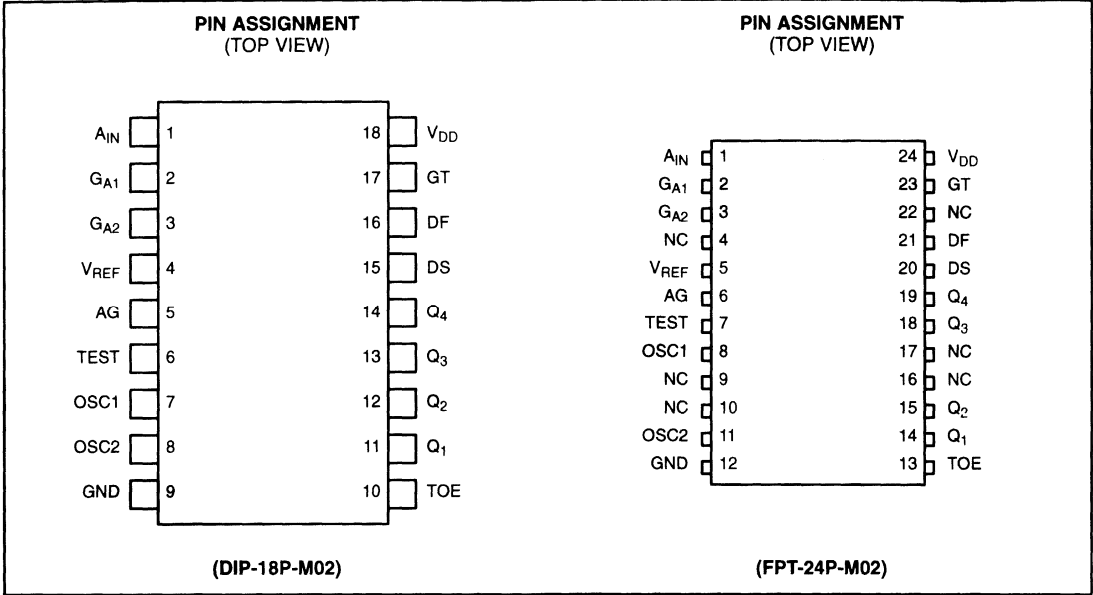 PIN ASSIGNMENT
(TOP VIEW)
A_IN 1 18 V_DD
G_A1 2 17 GT
G_A2 3 16 DF
V_REF 4 15 DS
AG 5 14 Q_4
TEST 6 13 Q_3
OSC1 7 12 Q_2
OSC2 8 11 Q_1
GND 9 10 TOE
(DIP-18P-M02)
PIN ASSIGNMENT
(TOP VIEW)
A_IN 1 24 V_DD
G_A1 2 23 GT
G_A2 3 22 NC
NC 4 21 DF
V_REF 5 20 DS
AG 6 19 Q_4
TEST 7 18 Q_3
OSC1 8 17 NC
NC 9 16 NC
NC 10 15 Q_2
OSC2 11 14 Q_1
GND 12 13 TOE
(FPT-24P-M02)